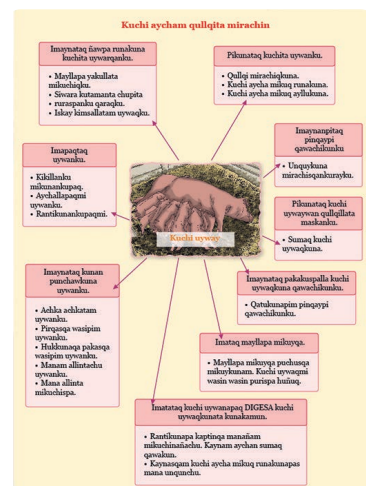 Kuchi aycham qullqita mirachin
Imaynataq ñawpa runakuna
kuchita uywarqanku.
• Mayllapa yakullata
mikuchiqku.
• Siwara kutamanta chupita
• ruraspanku qaraqku.
• Iskay kimsallatam uywaqku.
Pikunataq kuchita uywanku.
• Qullqi mirachiqkuna.
• Kuchi aycha mikuq runakuna.
• Kuchi aycha mikuq ayllukuna.
Imaynanpitaq
pinqaypi
qawachikunku
• Unquykuna
mirachisqankurayku.
Imapaqtaq
uywanku.
• Kikillanku
mikunankupaq.
• Aychallapaqmi
uywanku.
• Rantikunankupaqmi.
Pikumataq kuchi
uywaywan qullqillata
maskanku.
• Sumaq kuchi
uywaqkuna.
Kuchi uyway
Imaynataq kunan
punchawkuna
uywanku.
• Achka achkatam
uywanku.
• Pirqasqa wasipim
uywanku.
• Hukkunaqa pakasqa
wasipim uywanku.
• Manam allintachu
uywanku.
• Mana allinta
mikuchispa.
Imaynataq pakakuspalla kuchi
uywaqkuna qawachikunku.
• Qatukunapim pinqaypi
qawachikunku.
Imataq mayllapa mikuyqa.
• Mayllapa mikuyqa puchusqa
mikuykunam. Kuchi uywaqmi
wasin wasin purispa huñuq.
Imatataq kuchi uywanapaq DIGESA kuchi
uywaqkunata kunakamun.
• Rantikunapa kaptinqa manañam
mikuchinañachu. Kaynam aychan sumaq
qawakun.
• Kaynasqam kuchi aycha mikuq runakunapas
mana unqunchu.